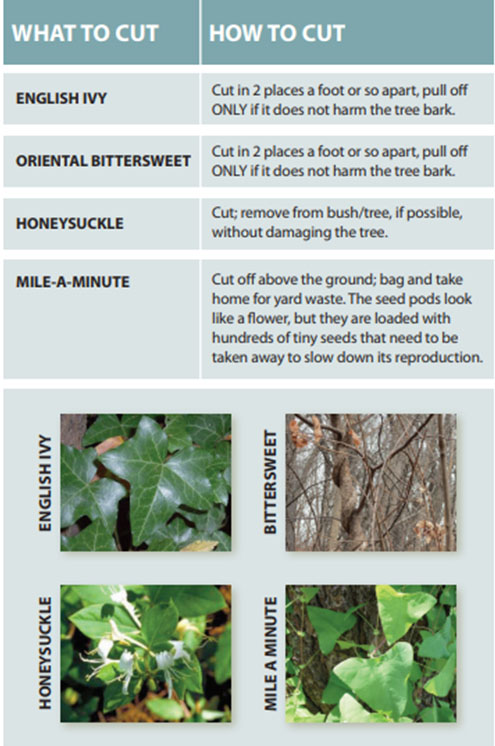 WHAT TO CUT
HOW TO CUT
ENGLISH IVY
Cut in 2 places a foot or so apart, pull off
ONLY if it does not harm the tree bark.
ORIENTAL BITTERSWEET
Cut in 2 places a foot or so apart, pull off
ONLY if it does not harm the tree bark.
HONEYSUCKLE
Cut; remove from bush/tree, if possible,
without damaging the tree.
MILE-A-MINUTE
Cut off above the ground; bag and take
home for yard waste. The seed pods look
like a flower, but they are loaded with
hundreds of tiny seeds that need to be
taken away to slow down its reproduction.
ENGLISH IVY
BITTERSWEET
HONEYSUCKLE
MILE A MINUTE